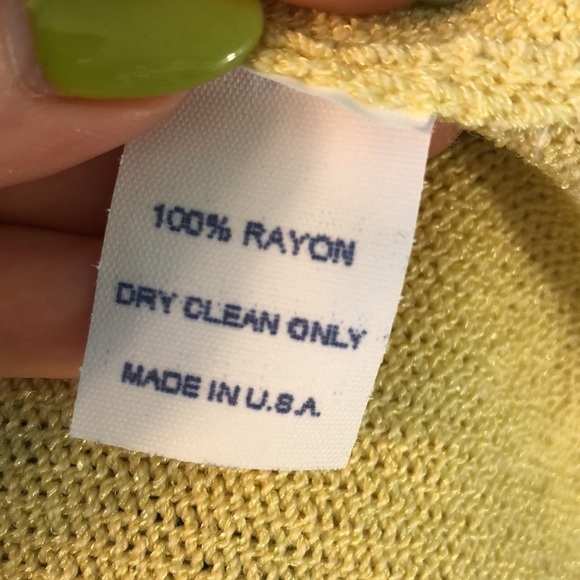 100% RAYON
DRY CLEAN ONLY
MADE IN U.S.A.